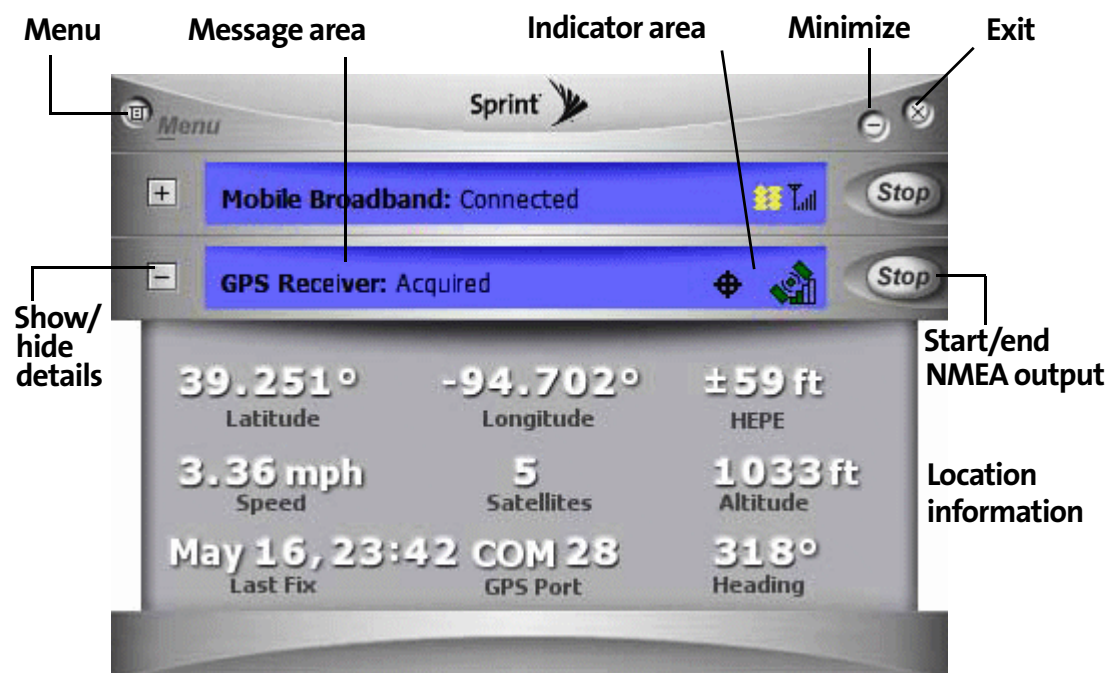 Menu
Message area
Indicator area
Minimize
Exit
Sprint
Menu
Mobile Broadband: Connected
Stop
GPS Receiver: Acquired
Stop
Show/
hide
details
Start/end
NMEA output
39.251° -94.702° ±59 ft
Latitude Longitude HEPE
3.36 mph 5 1033 ft
Speed Satellites Altitude
Location
information
May 16, 23:42 COM 28 318°
Last Fix GPS Port Heading